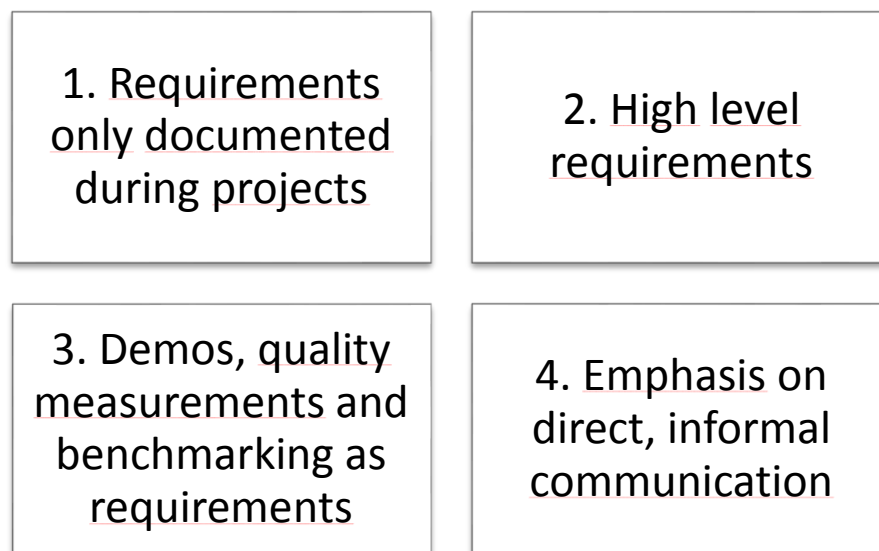 1. Requirements
only documented
during projects
2. High level
requirements
3. Demos, quality
measurements and
benchmarking as
requirements
4. Emphasis on
direct, informal
communication